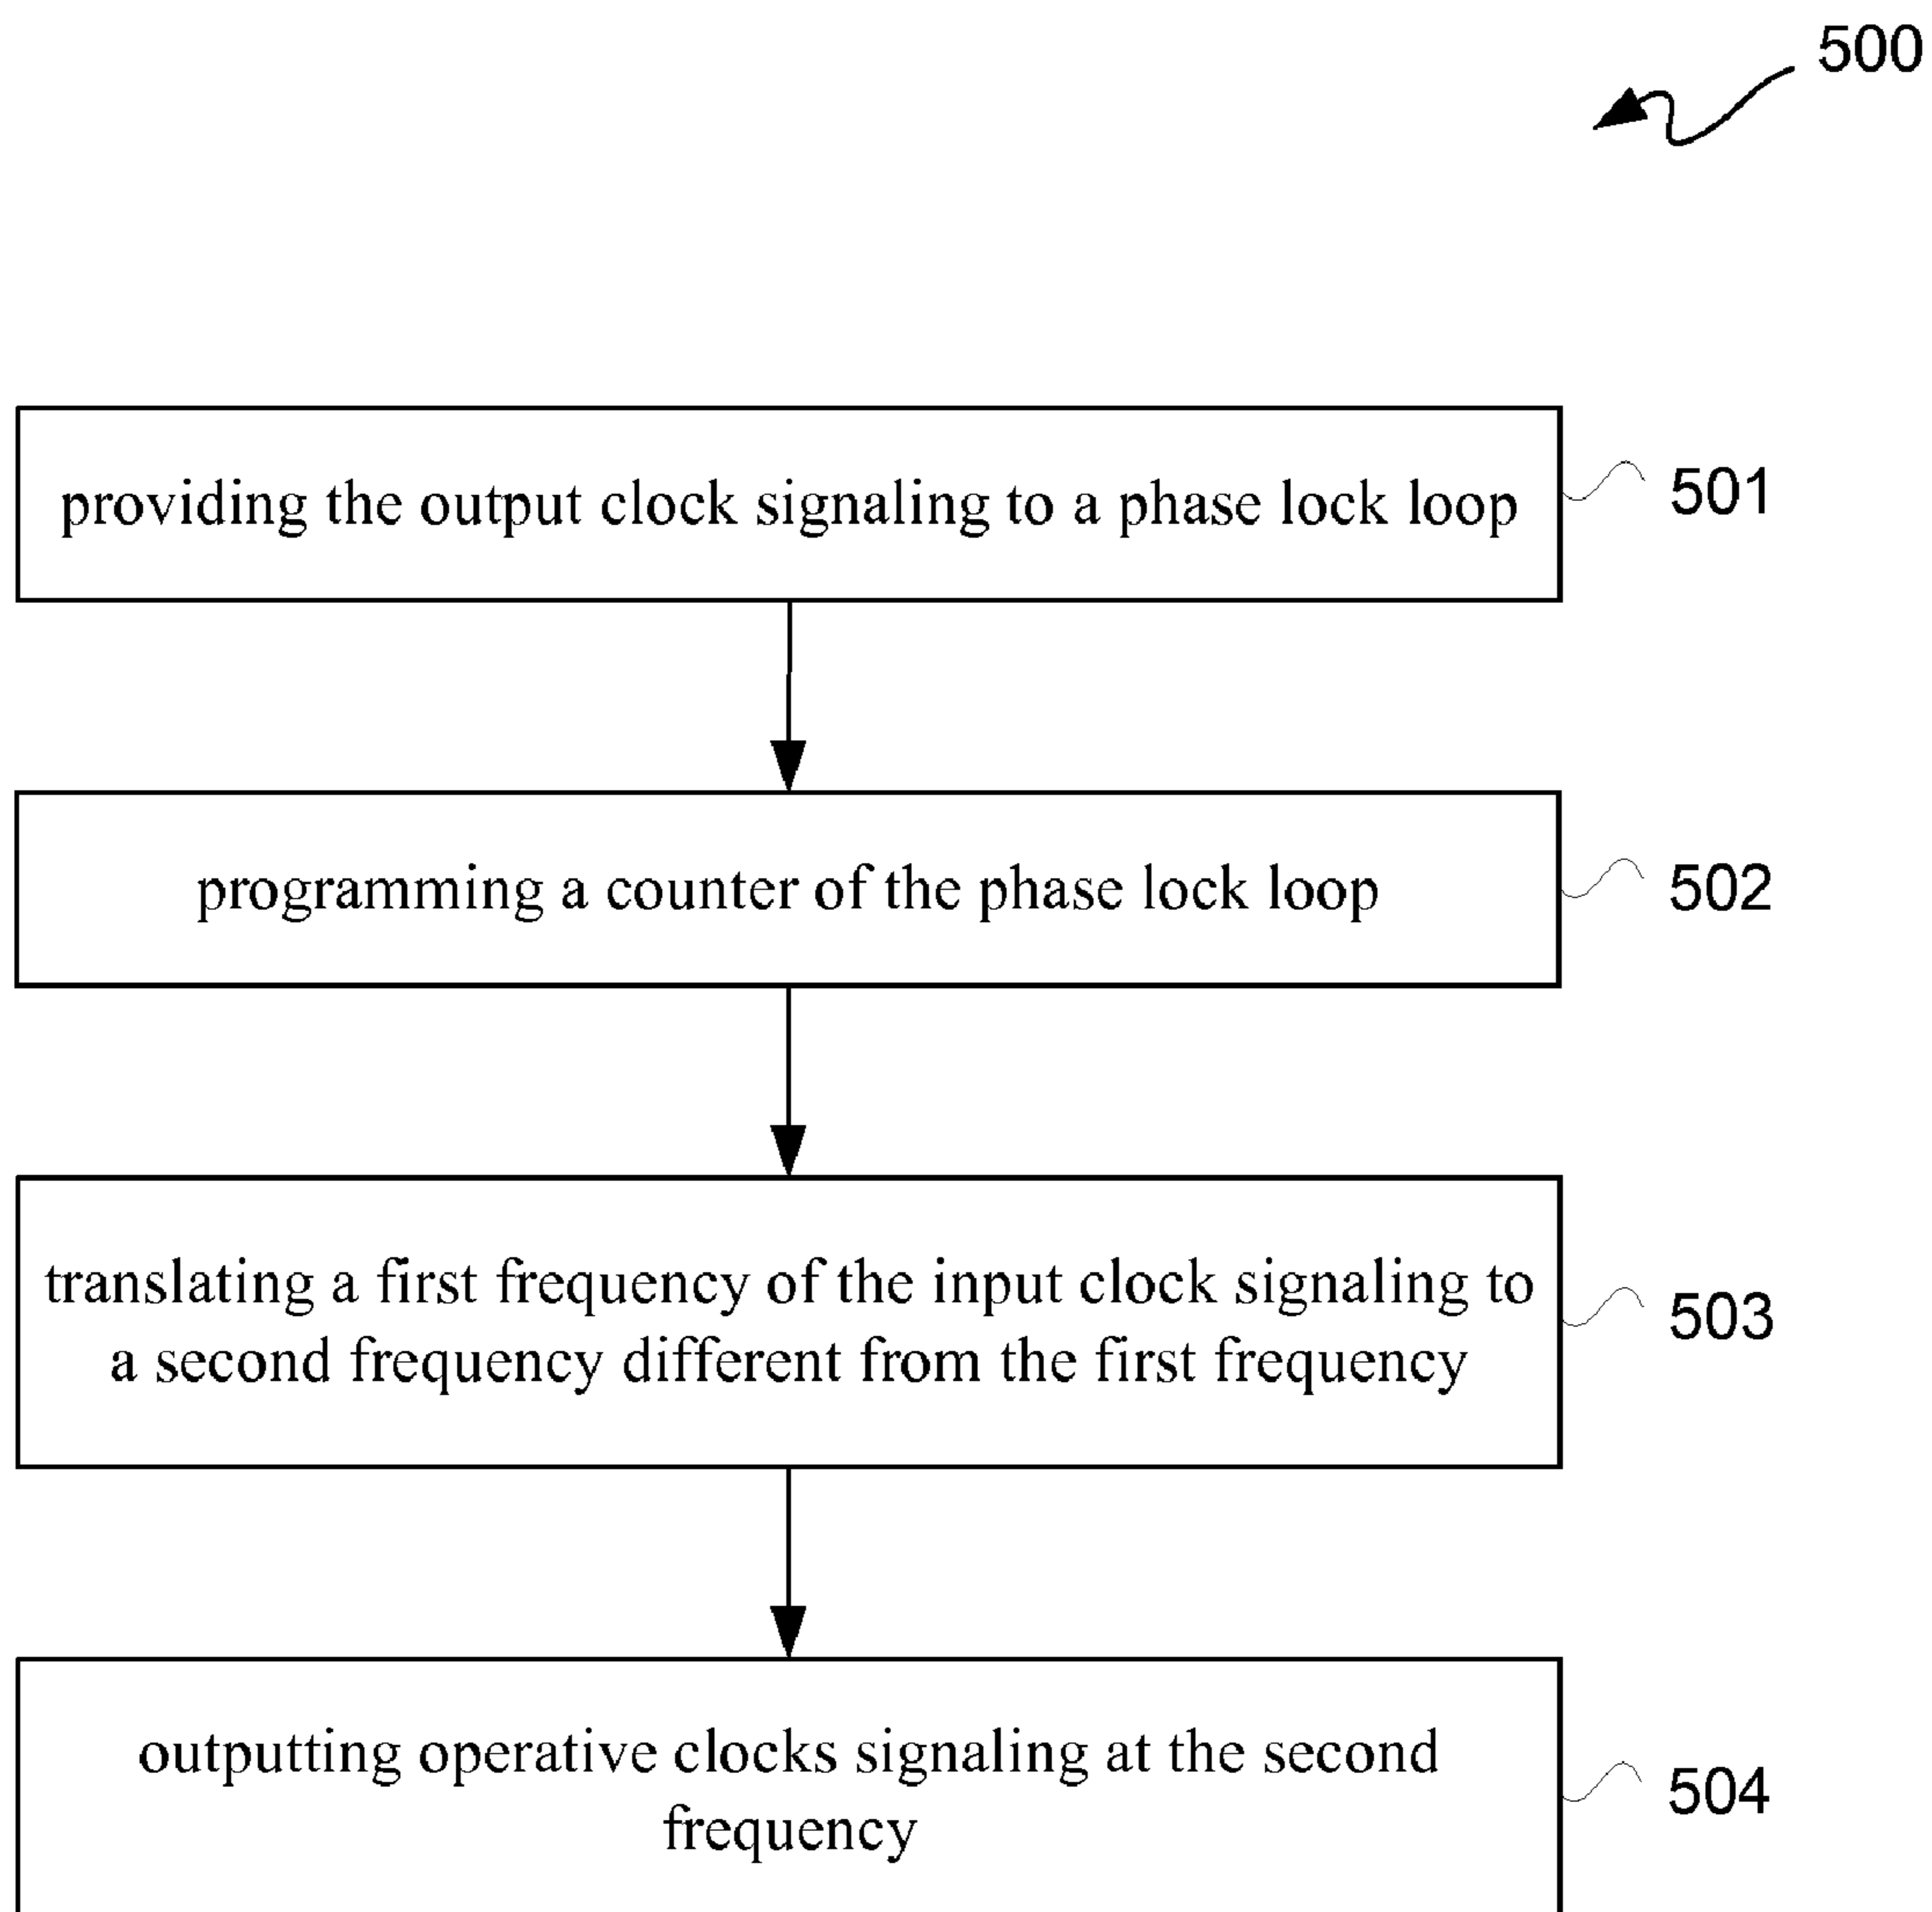 500
providing the output clock signaling to a phase lock loop
501
programming a counter of the phase lock loop
502
translating a first frequency of the input clock signaling to
a second frequency different from the first frequency
503
outputting operative clocks signaling at the second
frequency
504